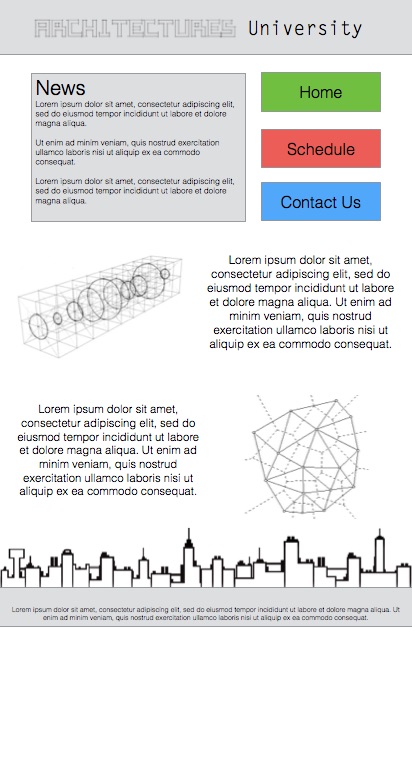 ARCHITECTURES University
News
Lorem ipsum dolor sit amet, consectetur adipiscing elit,
sed do eiusmod tempor incididunt ut labore et dolore
magna aliqua.
Ut enim ad minim veniam, quis nostrud exercitation
ullamco laboris nisi ut aliquip ex ea commodo
consequat.
Lorem ipsum dolor sit amet, consectetur adipiscing elit,
sed do eiusmod tempor incididunt ut labore et dolore
magna aliqua.
Home
Schedule
Contact Us
Lorem ipsum dolor sit amet,
consectetur adipiscing elit, sed do
eiusmod tempor incididunt ut labore
et dolore magna aliqua. Ut enim ad
minim veniam, quis nostrud
exercitation ullamco laboris nisi ut
aliquip ex ea commodo consequat.
Lorem ipsum dolor sit amet,
consectetur adipiscing elit, sed do
eiusmod tempor incididunt ut labore
et dolore magna aliqua. Ut enim ad
minim veniam, quis nostrud
exercitation ullamco laboris nisi ut
aliquip ex ea commodo consequat.
Lorem ipsum dolor sit amet, consectetur adipiscing elit, sed do eiusmod tempor incididunt ut labore et dolore magna aliqua. Ut
enim ad minim veniam, quis nostrud exercitation ullamco laboris nisi ut aliquip ex ea commodo consequat.